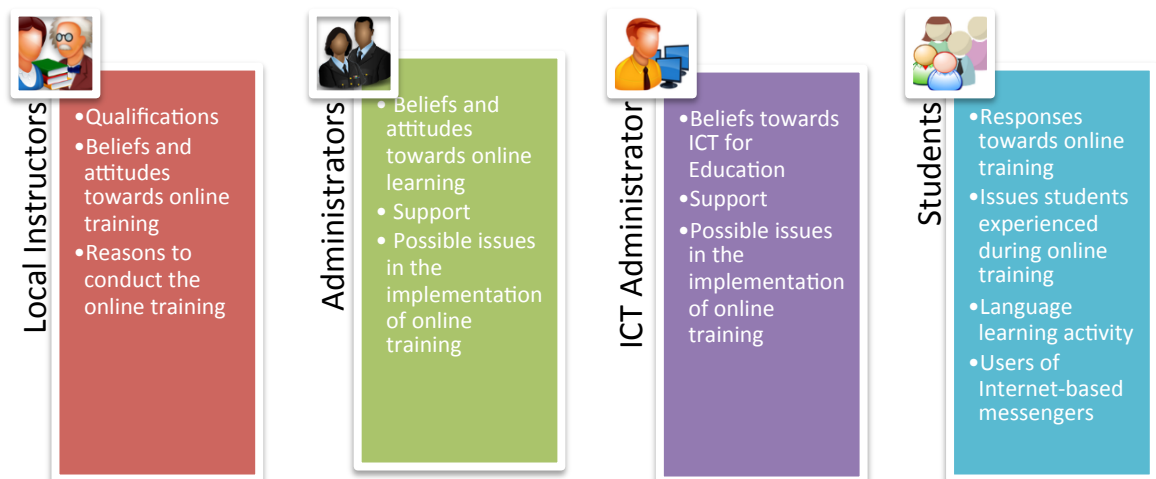 Local Instructors
•Qualifications
•Beliefs and
attitudes
towards online
training
•Reasons to
conduct the
online training
Administrators
• Beliefs and
attitudes
towards online
learning
• Support
• Possible issues
in the
implementation
of online
training
ICT Administrator
•Beliefs towards
ICT for
Education
•Support
•Possible issues
in the
implementation
of online
training
Students
•Responses
towards online
training
•Issues students
experienced
during online
training
•Language
learning activity
•Users of
Internet-based
messengers